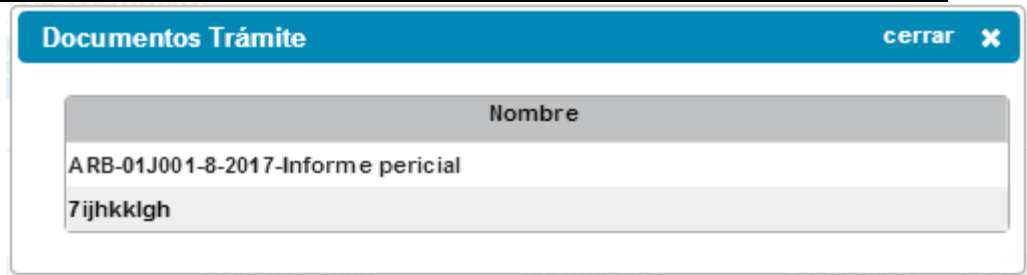 Documentos Trámite
cerrar
Nombre
ARB-01J001-8-2017-Informe pericial
7ijhkklgh